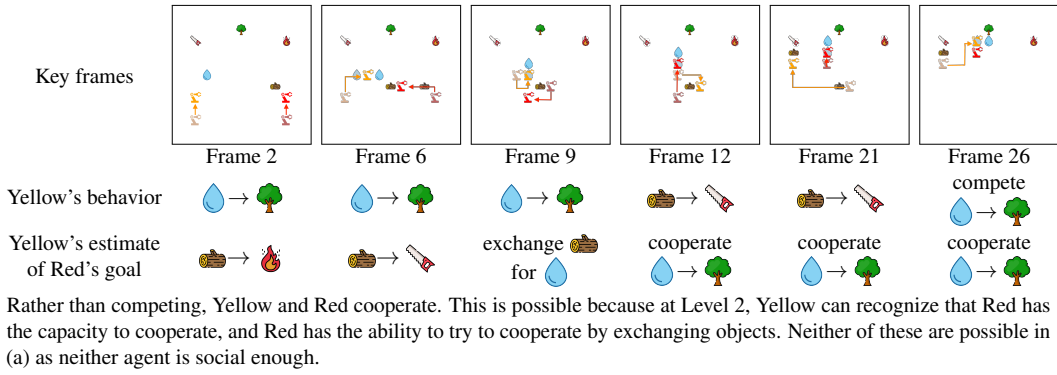 Key frames
Frame 2 Frame 6 Frame 9 Frame 12 Frame 21 Frame 26
Yellow's behavior
compete
Yellow's estimate
of Red's goal
exchange
for
cooperate cooperate cooperate
Rather than competing, Yellow and Red cooperate. This is possible because at Level 2, Yellow can recognize that Red has
the capacity to cooperate, and Red has the ability to try to cooperate by exchanging objects. Neither of these are possible in
(a) as neither agent is social enough.